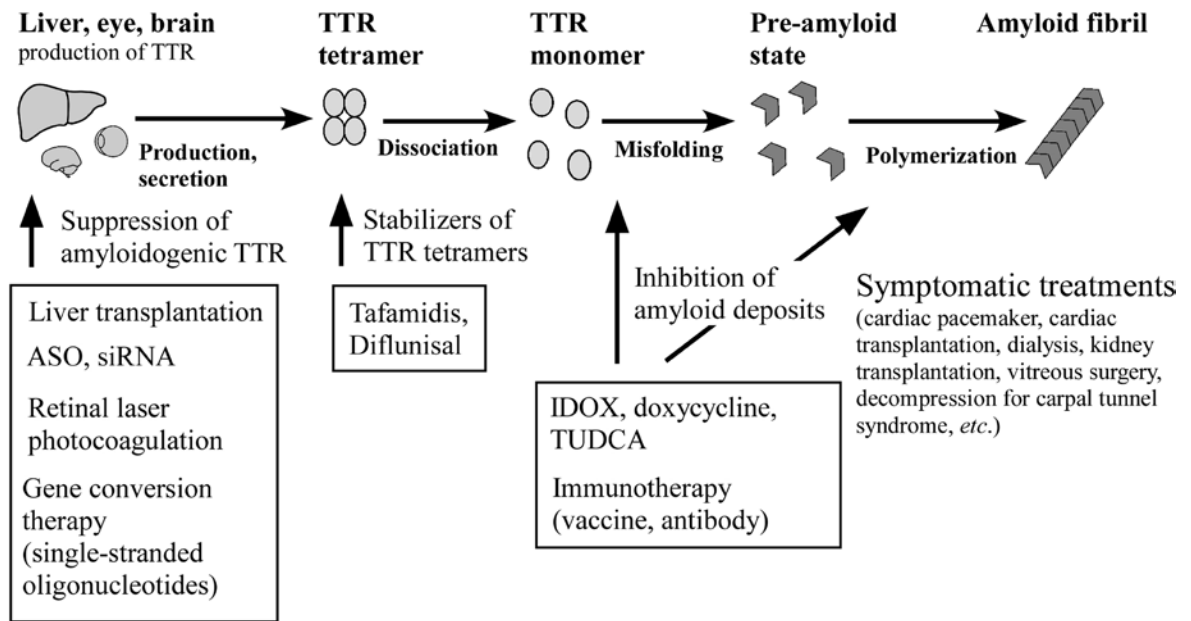 Liver, eye, brain
production of TTR
TTR
tetramer
TTR
monomer
Pre-amyloid
state
Amyloid fibril
Production,
secretion
Dissociation
Misfolding
Polymerization
Suppression of
amyloidogenic TTR
Stabilizers of
TTR tetramers
Inhibition of
amyloid deposits
Symptomatic treatments
(cardiac pacemaker, cardiac
transplantation, dialysis, kidney
transplantation, vitreous surgery,
decompression for carpal tunnel
syndrome, etc.)
Liver transplantation
ASO, siRNA
Retinal laser
photocoagulation
Gene conversion
therapy
(single-stranded
oligonucleotides)
Tafamidis,
Diflunisal
IDOX, doxycycline,
TUDCA
Immunotherapy
(vaccine, antibody)